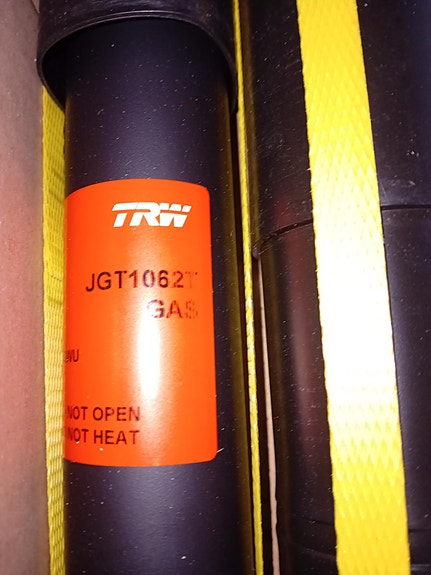 TRW
JGT1062T
GAS
NOT OPEN
NOT HEAT